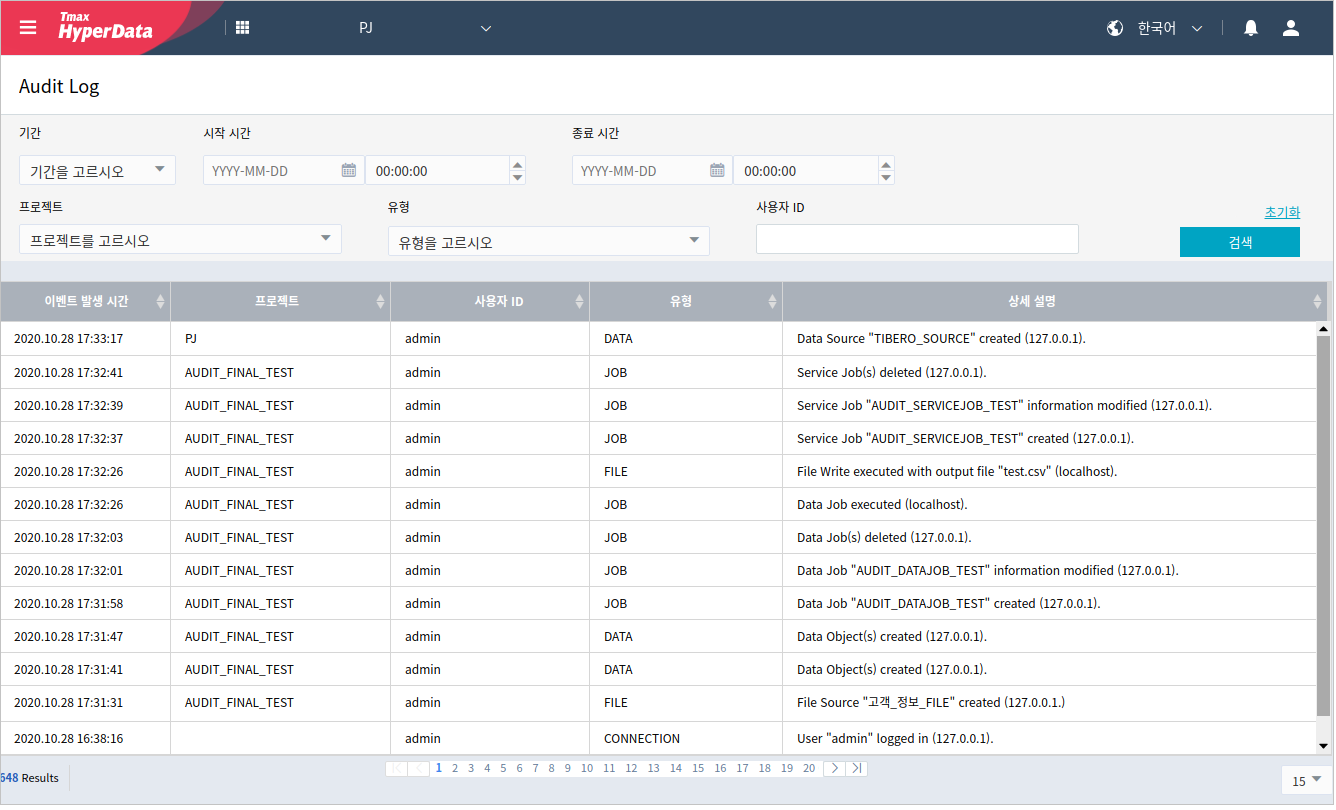 Tmax
HyperData
PJ
한국어
Audit Log
기간
시작 시간
종료 시간
기간을 고르시오
YYYY-MM-DD
00:00:00
YYYY-MM-DD
00:00:00
프로젝트
유형
사용자 ID
초기화
프로젝트를 고르시오
유형을 고르시오
검색
이벤트 발생 시간 프로젝트 사용자 ID 유형 상세 설명
2020.10.28 17:33:17 PJ admin DATA Data Source "TIBERO_SOURCE" created (127.0.0.1).
2020.10.28 17:32:41 AUDIT_FINAL_TEST admin JOB Service Job(s) deleted (127.0.0.1).
2020.10.28 17:32:39 AUDIT_FINAL_TEST admin JOB Service Job "AUDIT_SERVICEJOB_TEST" information modified (127.0.0.1).
2020.10.28 17:32:37 AUDIT_FINAL_TEST admin JOB Service Job "AUDIT_SERVICEJOB_TEST" created (127.0.0.1).
2020.10.28 17:32:26 AUDIT_FINAL_TEST admin FILE File Write executed with output file "test.csv" (localhost).
2020.10.28 17:32:26 AUDIT_FINAL_TEST admin JOB Data Job executed (localhost).
2020.10.28 17:32:03 AUDIT_FINAL_TEST admin JOB Data Job(s) deleted (127.0.0.1).
2020.10.28 17:32:01 AUDIT_FINAL_TEST admin JOB Data Job "AUDIT_DATAJOB_TEST" information modified (127.0.0.1).
2020.10.28 17:31:58 AUDIT_FINAL_TEST admin JOB Data Job "AUDIT_DATAJOB_TEST" created (127.0.0.1).
2020.10.28 17:31:47 AUDIT_FINAL_TEST admin DATA Data Object(s) created (127.0.0.1).
2020.10.28 17:31:41 AUDIT_FINAL_TEST admin DATA Data Object(s) created (127.0.0.1).
2020.10.28 17:31:31 AUDIT_FINAL_TEST admin FILE File Source "고객_정보_FILE" created (127.0.0.1.)
2020.10.28 16:38:16 admin CONNECTION User "admin" logged in (127.0.0.1).
648 Results
1 2 3 4 5 6 7 8 9 10 11 12 13 14 15 16 17 18 19 20
15